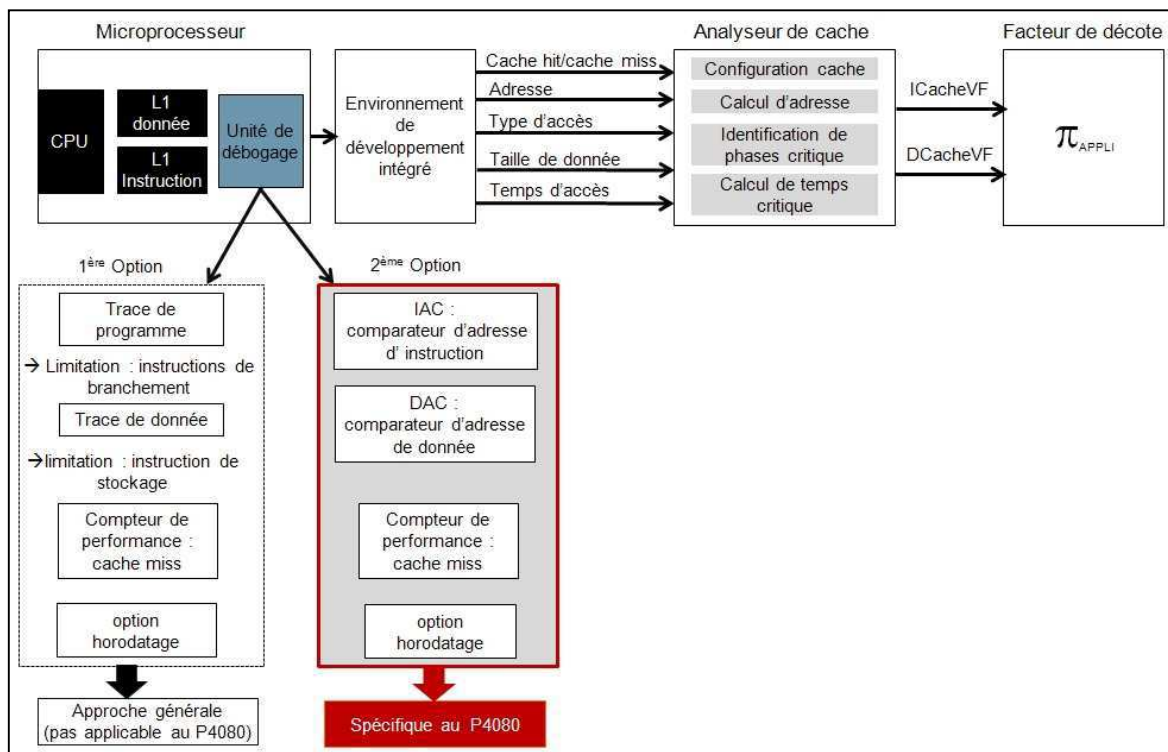 Microprocesseur
Analyseur de cache
Facteur de décote
CPU
L1
donnée
L1
Instruction
Unité de
débogage
Environnement
de
développement
intégré
Cache hit/cache miss
Adresse
Type d'accès
Taille de donnée
Temps d'accès
Configuration cache
Calcul d'adresse
Identification de
phases critique
Calcul de temps
critique
ICacheVF
DCacheVF
πAPPLI
1ère Option
Trace de
programme
→ Limitation : instructions de
branchement
Trace de donnée
→limitation : instruction de
stockage
Compteur de
performance :
cache miss
option
horodatage
Approche générale
(pas applicable au P4080)
2ème Option
IAC :
comparateur d'adresse
d' instruction
DAC :
comparateur d'adresse
de donnée
Compteur de
performance :
cache miss
option
horodatage
Spécifique au P4080